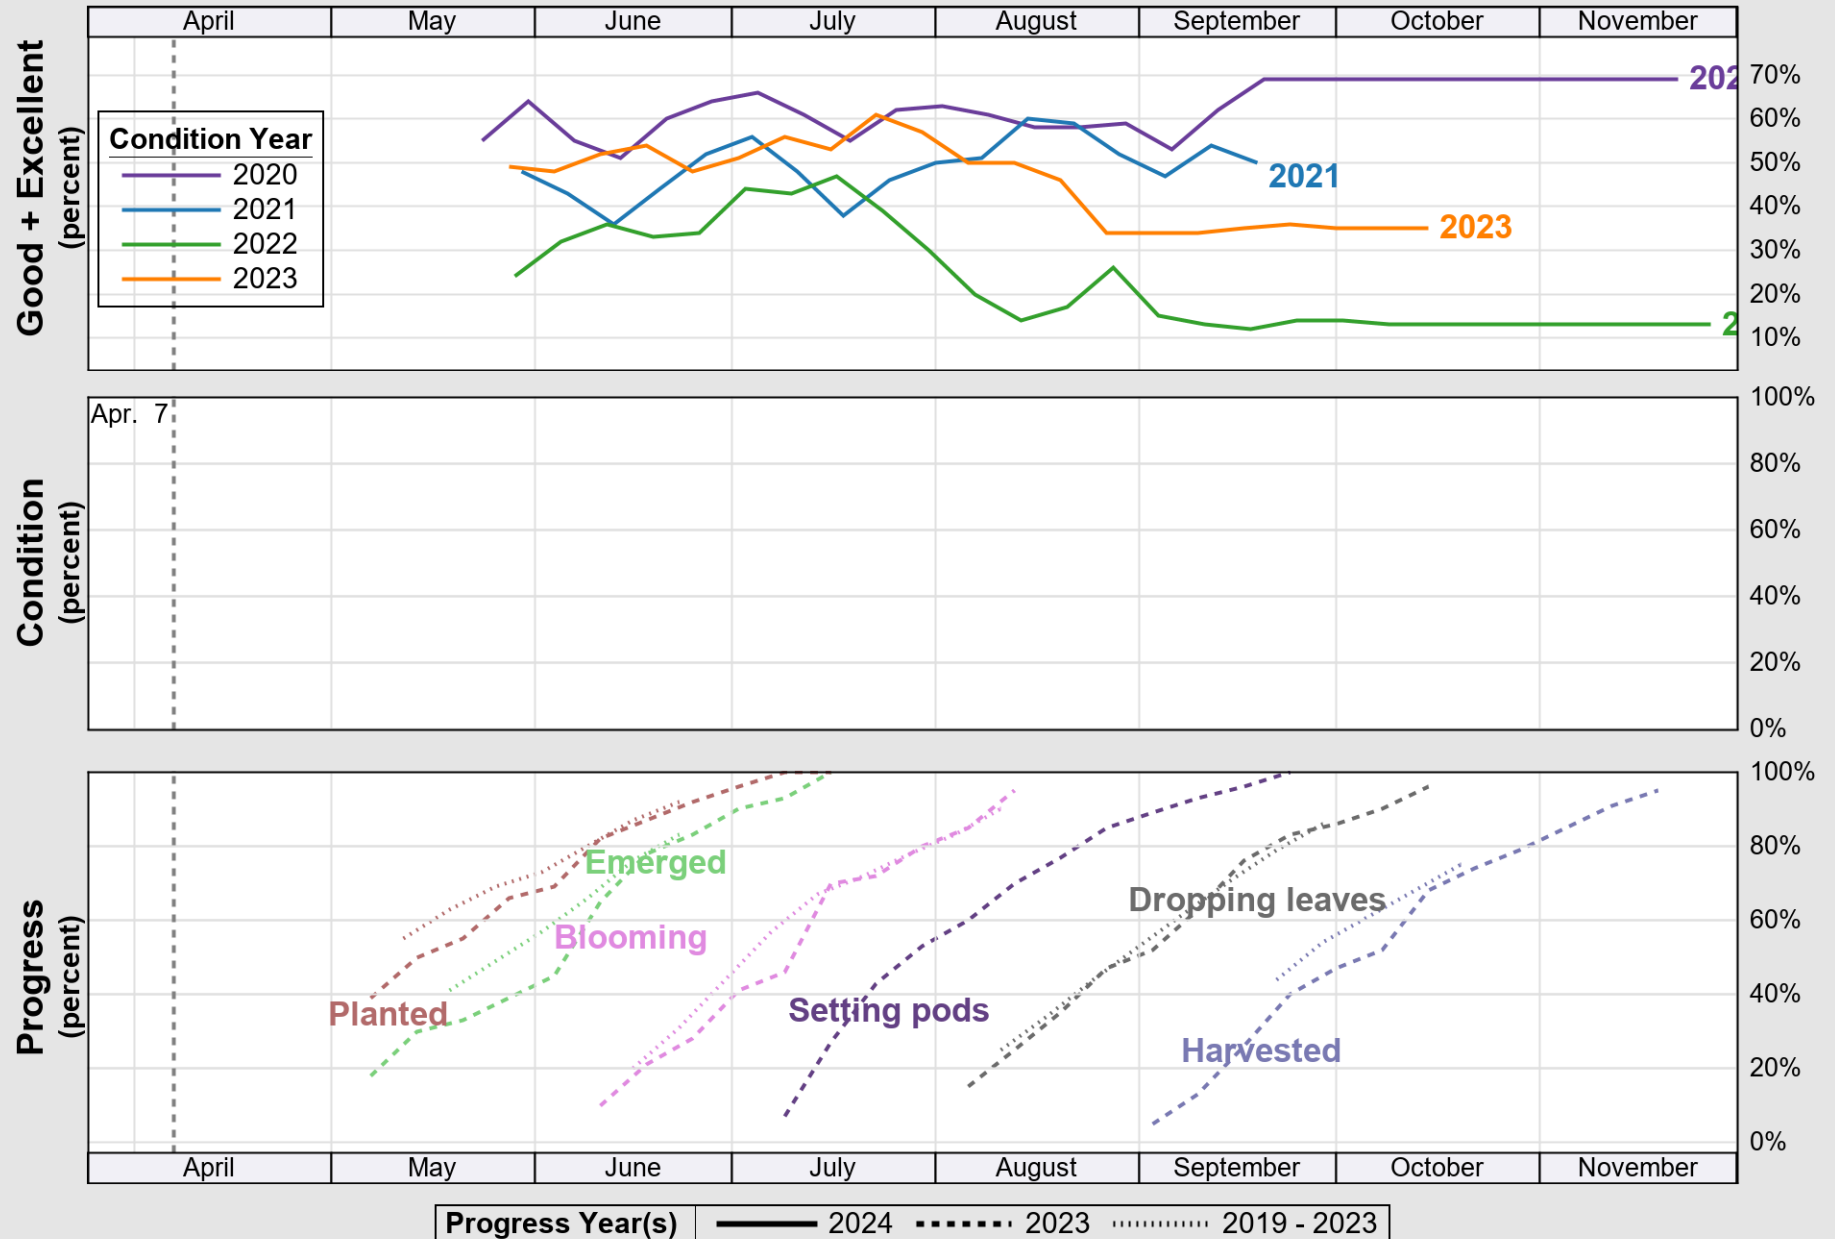 April May June July August September October November
Good + Excellent
(percent)
70%
60%
50%
40%
30%
20%
10%
Condition Year
2020
2021
2022
2023
202
2021
2023
2
Condition
(percent)
Apr. 7
100%
80%
60%
40%
20%
0%
Progress
(percent)
100%
80%
60%
40%
20%
0%
Emerged
Dropping leaves
Blooming
Setting pods
Planted
Harvested
April May June July August September October November
Progress Year(s) 2024 2023 2019 - 2023